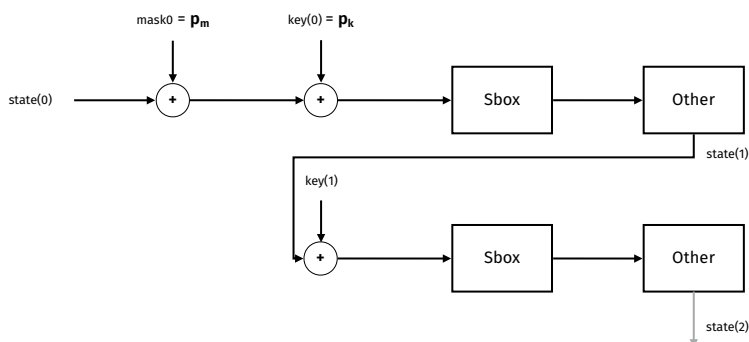 mask0 = pm
key(0) = pk
state(0)
+
+
Sbox
Other
state(1)
key(1)
+
Sbox
Other
state(2)